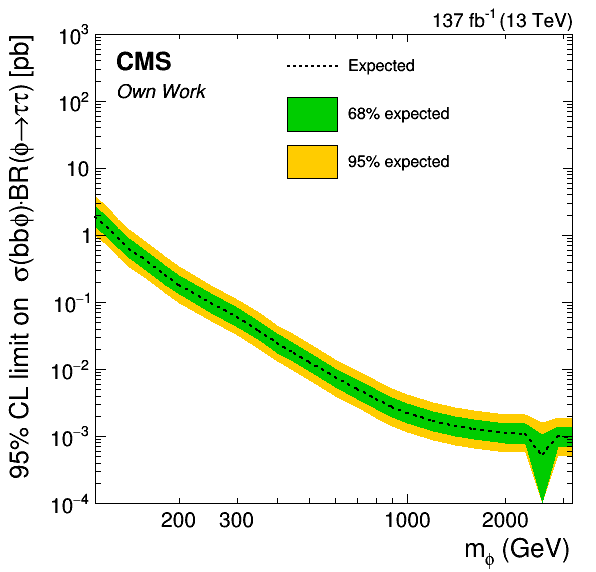 137 fb⁻¹ (13 TeV)
CMS
Own Work
Expected
68% expected
95% expected
95% CL limit on σ(bbϕ)·BR(ϕ→ττ) [pb]
10³
10²
10
1
10⁻¹
10⁻²
10⁻³
10⁻⁴
200 300 1000 2000
m_ϕ (GeV)